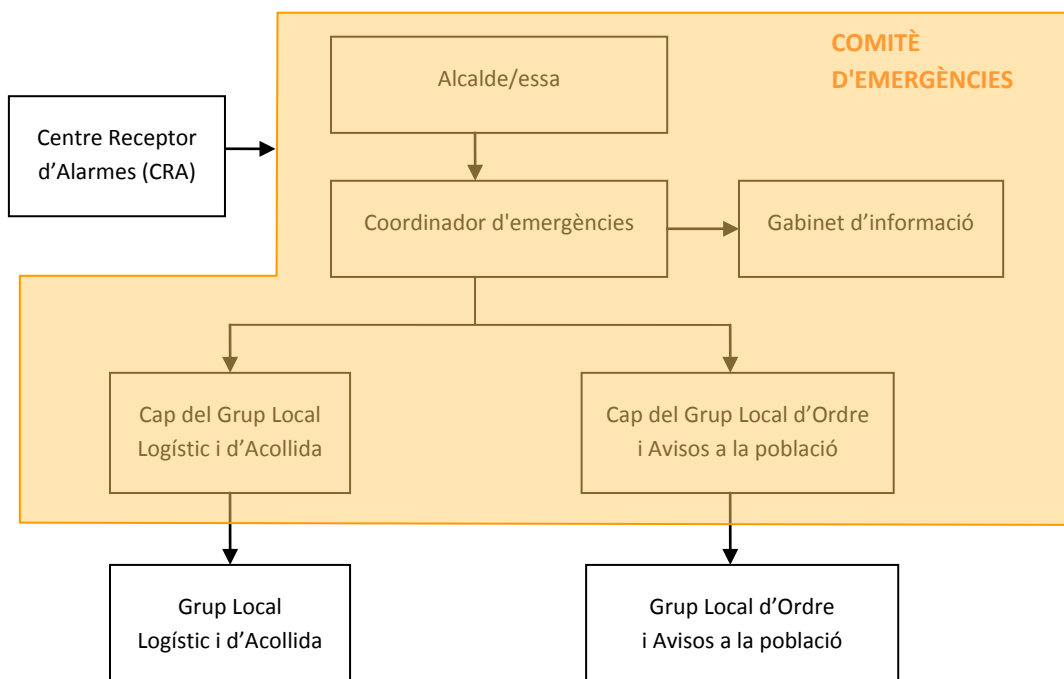 COMITÈ
D'EMERGÈNCIES
Alcalde/essa
Centre Receptor
d’Alarmes (CRA)
Coordinador d'emergències
Gabinet d’informació
Cap del Grup Local
Logístic i d’Acollida
Cap del Grup Local d’Ordre
i Avisos a la població
Grup Local
Logístic i d’Acollida
Grup Local d’Ordre
i Avisos a la població